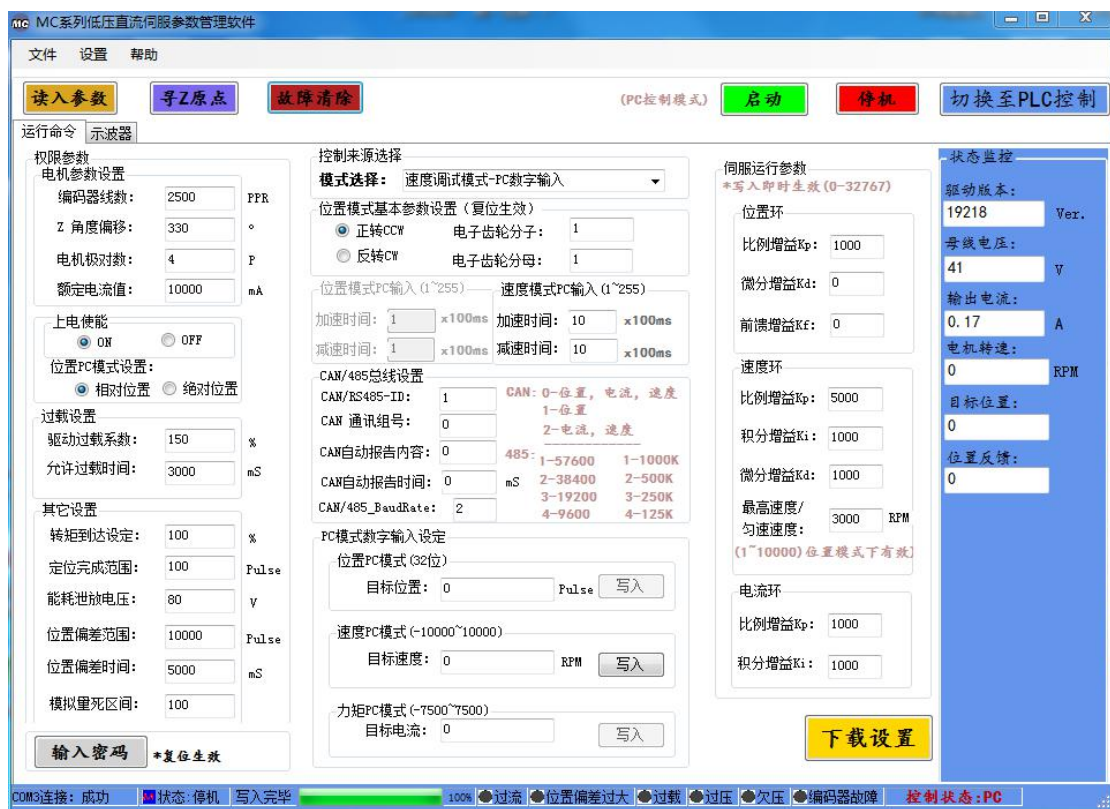 MC MC系列低压直流伺服参数管理软件
文件 设置 帮助
读入参数 寻Z原点 故障清除 (PC控制模式) 启动 停机 切换至PLC控制
运行命令 示波器
权限参数
电机参数设置
编码器线数: 2500 PPR
Z 角度偏移: 330 °
电机极对数: 4 P
额定电流值: 10000 mA
上电使能
ON OFF
位置PC模式设置:
相对位置 绝对位置
过载设置
驱动过载系数: 150 %
允许过载时间: 3000 mS
其它设置
转矩到达设定: 100 %
定位完成范围: 100 Pulse
能耗泄放电压: 80 V
位置偏差范围: 10000 Pulse
位置偏差时间: 5000 mS
模拟量死区间: 100
输入密码 *复位生效
控制来源选择
模式选择: 速度调试模式-PC数字输入
位置模式基本参数设置(复位生效)
正转CCW 电子齿轮分子: 1
反转CW 电子齿轮分母: 1
位置模式PC输入(1~255)
加速时间: 1 x100ms
减速时间: 1 x100ms
速度模式PC输入(1~255)
加速时间: 10 x100ms
减速时间: 10 x100ms
CAN/485总线设置
CAN/RS485-ID: 1
CAN 通讯组号: 0
CAN自动报告内容: 0
CAN自动报告时间: 0 mS
CAN/485_BaudRate: 2
CAN: 0-位置, 电流, 速度
1-位置
2-电流, 速度
485: 1-57600 1-1000K
2-38400 2-500K
3-19200 3-250K
4-9600 4-125K
PC模式数字输入设定
位置PC模式(32位)
目标位置: 0 Pulse 写入
速度PC模式(-10000~10000)
目标速度: 0 RPM 写入
力矩PC模式(-7500~7500)
目标电流: 0 写入
伺服运行参数
*写入即时生效(0-32767)
位置环
比例增益Kp: 1000
微分增益Kd: 0
前馈增益Kf: 0
速度环
比例增益Kp: 5000
积分增益Ki: 1000
微分增益Kd: 1000
最高速度/
匀速速度: 3000 RPM
(1~10000)位置模式下有效)
电流环
比例增益Kp: 1000
积分增益Ki: 1000
下载设置
状态监控
驱动版本:
19218 Ver.
母线电压:
41 V
输出电流:
0.17 A
电机转速:
0 RPM
目标位置:
0
位置反馈:
0
COM3连接: 成功 状态:停机 写入完毕 100% 过流 位置偏差过大 过载 过压 欠压 编码器故障 控制状态:PC